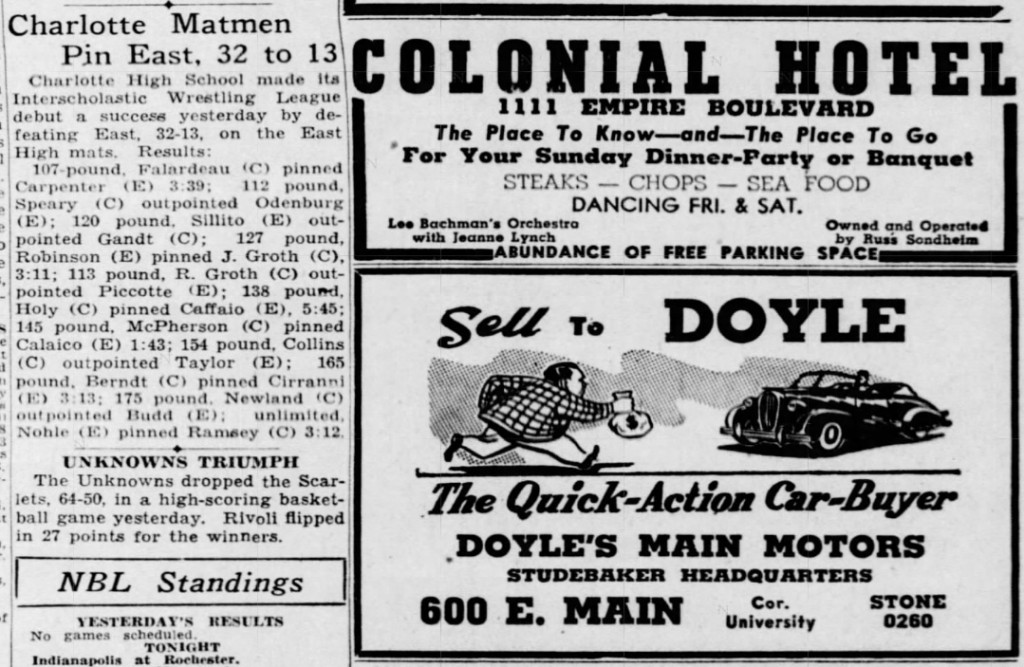 Charlotte Matmen
Pin East, 32 to 13
Charlotte High School made its
Interscholastic Wrestling League
debut a success yesterday by de-
feating East, 32-13, on the East
High mats. Results:
107-pound, Falardeau (C) pinned
Carpenter (E) 3:39; 112 pound,
Speary (C) outpointed Odenburg
(E); 120 pound, Sillito (E) out-
pointed Gandt (C); 127 pound,
Robinson (E) pinned J. Groth (C),
3:11; 113 pound, R. Groth (C) out-
pointed Piccotte (E); 138 pound,
Holy (C) pinned Caffaio (E), 5:45;
145 pound, McPherson (C) pinned
Calaico (E) 1:43; 154 pound, Collins
(C) outpointed Taylor (E); 165
pound, Berndt (C) pinned Cirranni
(E) 3:13; 175 pound, Newland (C)
outpointed Budd (E); unlimited,
Nohle (E) pinned Ramsey (C) 3:12.
UNKNOWNS TRIUMPH
The Unknowns dropped the Scar-
lets, 64-50, in a high-scoring basket-
ball game yesterday. Rivoli flipped
in 27 points for the winners.
NBL Standings
YESTERDAY'S RESULTS
No games scheduled.
TONIGHT
Indianapolis at Rochester.
COLONIAL HOTEL
1111 EMPIRE BOULEVARD
The Place To Know—and—The Place To Go
For Your Sunday Dinner-Party or Banquet
STEAKS — CHOPS — SEA FOOD
DANCING FRI. & SAT.
Lee Bachman's Orchestra
with Jeanne Lynch
Owned and Operated
by Russ Sondheim
ABUNDANCE OF FREE PARKING SPACE
Sell To DOYLE
$
The Quick-Action Car-Buyer
DOYLE'S MAIN MOTORS
STUDEBAKER HEADQUARTERS
600 E. MAIN
Cor.
University
STONE
0260